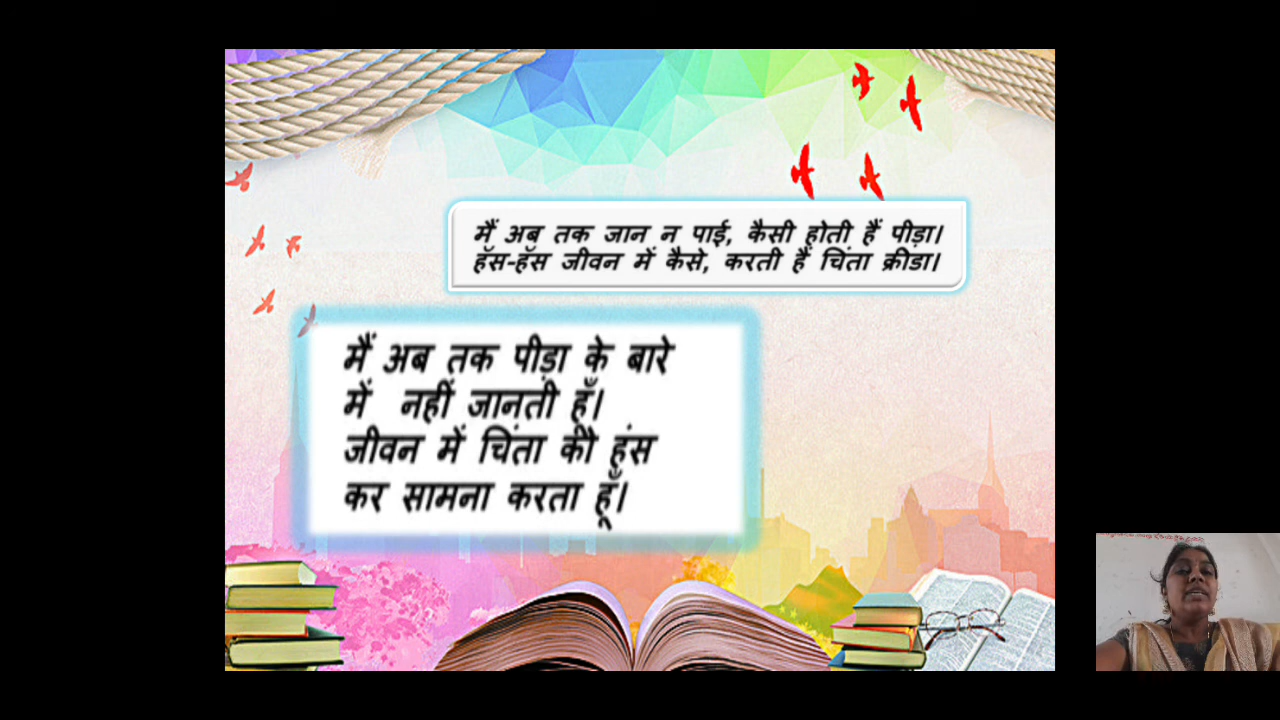 मैं अब तक जान न पाई, कैसी होती हैं पीड़ा।
हँस-हँस जीवन में कैसे, करती हैं चिंता क्रीडा।
मैं अब तक पीड़ा के बारे
में नहीं जानती हूँ।
जीवन में चिंता की हंस
कर सामना करता हूँ।